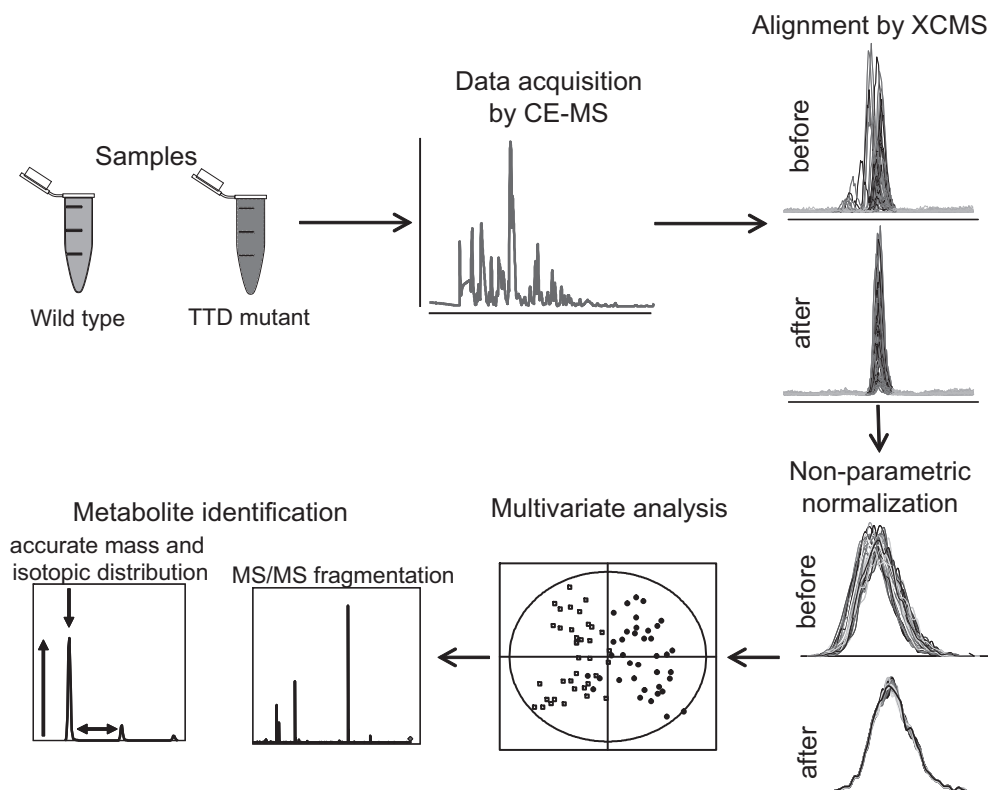 Samples
Wild type
TTD mutant
Data acquisition
by CE-MS
Alignment by XCMS
before
after
Non-parametric
normalization
before
after
Multivariate analysis
Metabolite identification
accurate mass and
isotopic distribution
MS/MS fragmentation